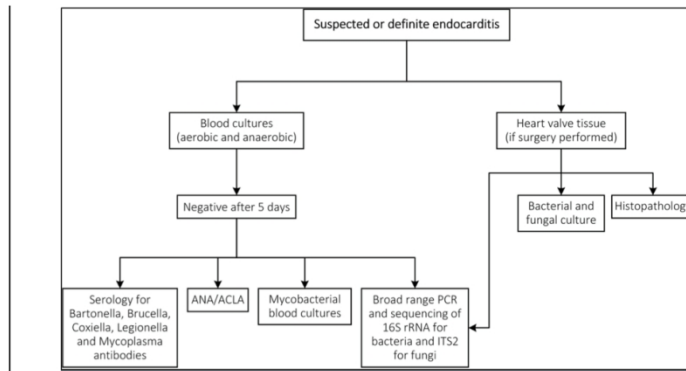 Suspected or definite endocarditis
Blood cultures
(aerobic and anaerobic)
Heart valve tissue
(if surgery performed)
Negative after 5 days
Bacterial and
fungal culture
Histopatholog
Serology for
Bartonella, Brucella,
Coxiella, Legionella
and Mycoplasma
antibodies
ANA/ACLA
Mycobacterial
blood cultures
Broad range PCR
and sequencing of
16S rRNA for
bacteria and ITS2
for fungi